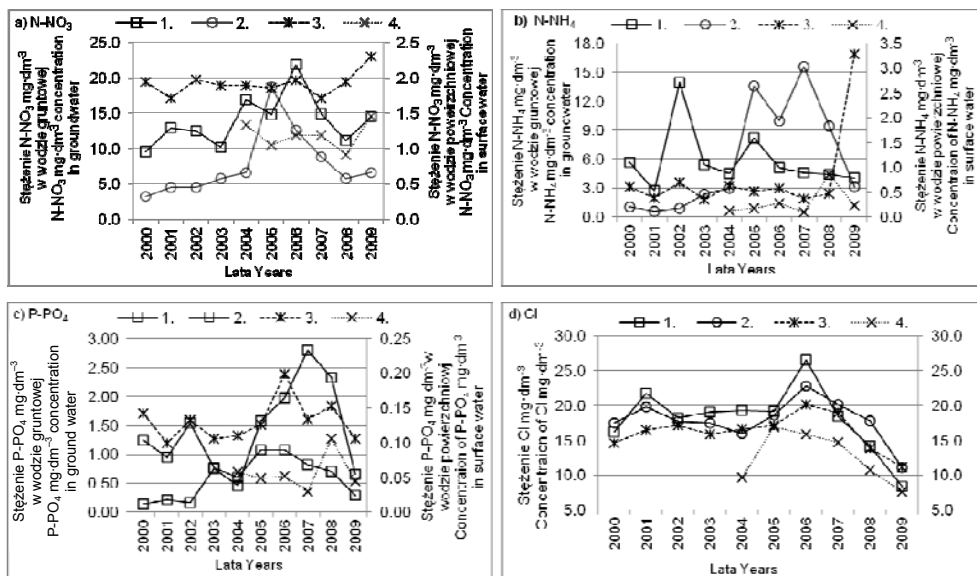 a) N-NO3 1. 2. 3. 4.
Stężenie N-NO3 mg·dm-3
w wodzie gruntowej
N-NO3 mg·dm-3 concentration
in groundwater
25.0
20.0
15.0
10.0
5.0
0.0
2.5
2.0
1.5
1.0
0.5
0.0
Stężenie N-NO3 mg·dm-3
w wodzie powierzchniowej
N-NO3 mg·dm-3 Concentration
in surface water
2000 2001 2002 2003 2004 2005 2006 2007 2008 2009
Lata Years
b) N-NH4 1. 2. 3. 4.
Stężenie N-NH4 mg·dm-3
w wodzie gruntowej
N-NH4 mg·dm-3 concentration
in groundwater
18.0
15.0
12.0
9.0
6.0
3.0
0.0
3.5
3.0
2.5
2.0
1.5
1.0
0.5
0.0
Stężenie N-NH4 mg·dm-3
w wodzie powierzchniowej
Concentration of N-NH4 mg·dm-3
in surface water
2000 2001 2002 2003 2004 2005 2006 2007 2008 2009
Lata Years
c) P-PO4 1. 2. 3. 4.
Stężenie P-PO4 mg·dm-3
w wodzie gruntowej
P-PO4 mg·dm-3 concentration
in ground water
3.00
2.50
2.00
1.50
1.00
0.50
0.00
0.25
0.20
0.15
0.10
0.05
0.00
Stężenie P-PO4 mg·dm-3 w
wodzie powierzchniowj
Concentraion of P-PO4 mg·dm-3
in surface water
2000 2001 2002 2003 2004 2005 2006 2007 2008 2009
Lata Years
d) Cl 1. 2. 3. 4.
Stężenie Cl mg·dm-3
Concentraion of Cl mg·dm-3
30.0
25.0
20.0
15.0
10.0
5.0
30.0
25.0
20.0
15.0
10.0
5.0
2000 2001 2002 2003 2004 2005 2006 2007 2008 2009
Lata Years